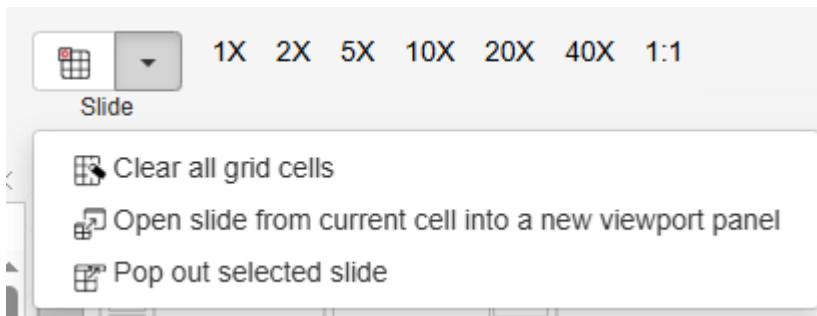 1X 2X 5X 10X 20X 40X 1:1
Slide
Clear all grid cells
Open slide from current cell into a new viewport panel
Pop out selected slide